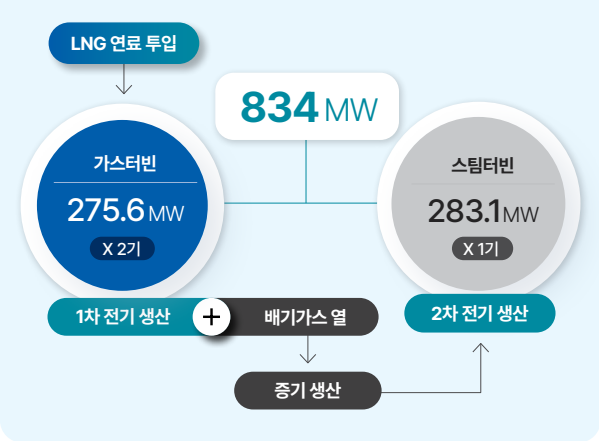 LNG 연료 투입
834 MW
가스터빈
275.6 MW
X 2기
스팀터빈
283.1 MW
X 1기
1차 전기 생산
+
배기가스 열
2차 전기 생산
증기 생산